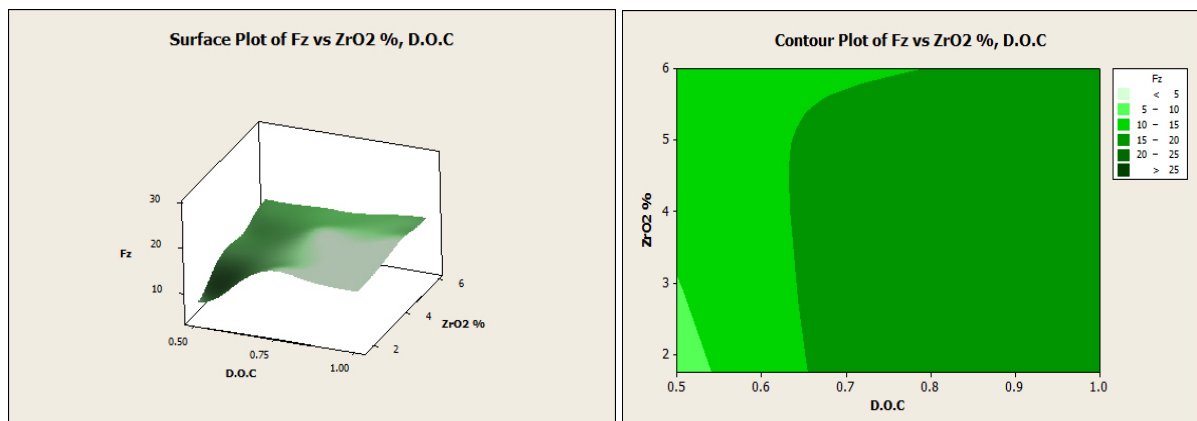 Surface Plot of Fz vs ZrO2 %, D.O.C
30
20
10
Fz
0.50
0.75
1.00
D.O.C
2
4
6
ZrO2 %
Contour Plot of Fz vs ZrO2 %, D.O.C
6
5
4
3
2
ZrO2 %
0.5 0.6 0.7 0.8 0.9 1.0
D.O.C
Fz
< 5
5 – 10
10 – 15
15 – 20
20 – 25
> 25